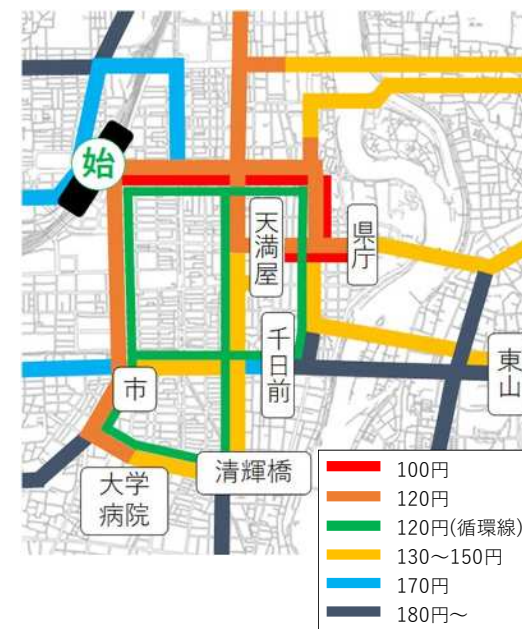 始
天満屋
県庁
千日前
東山
市
大学
病院
清輝橋
100円
120円
120円(循環線)
130～150円
170円
180円～